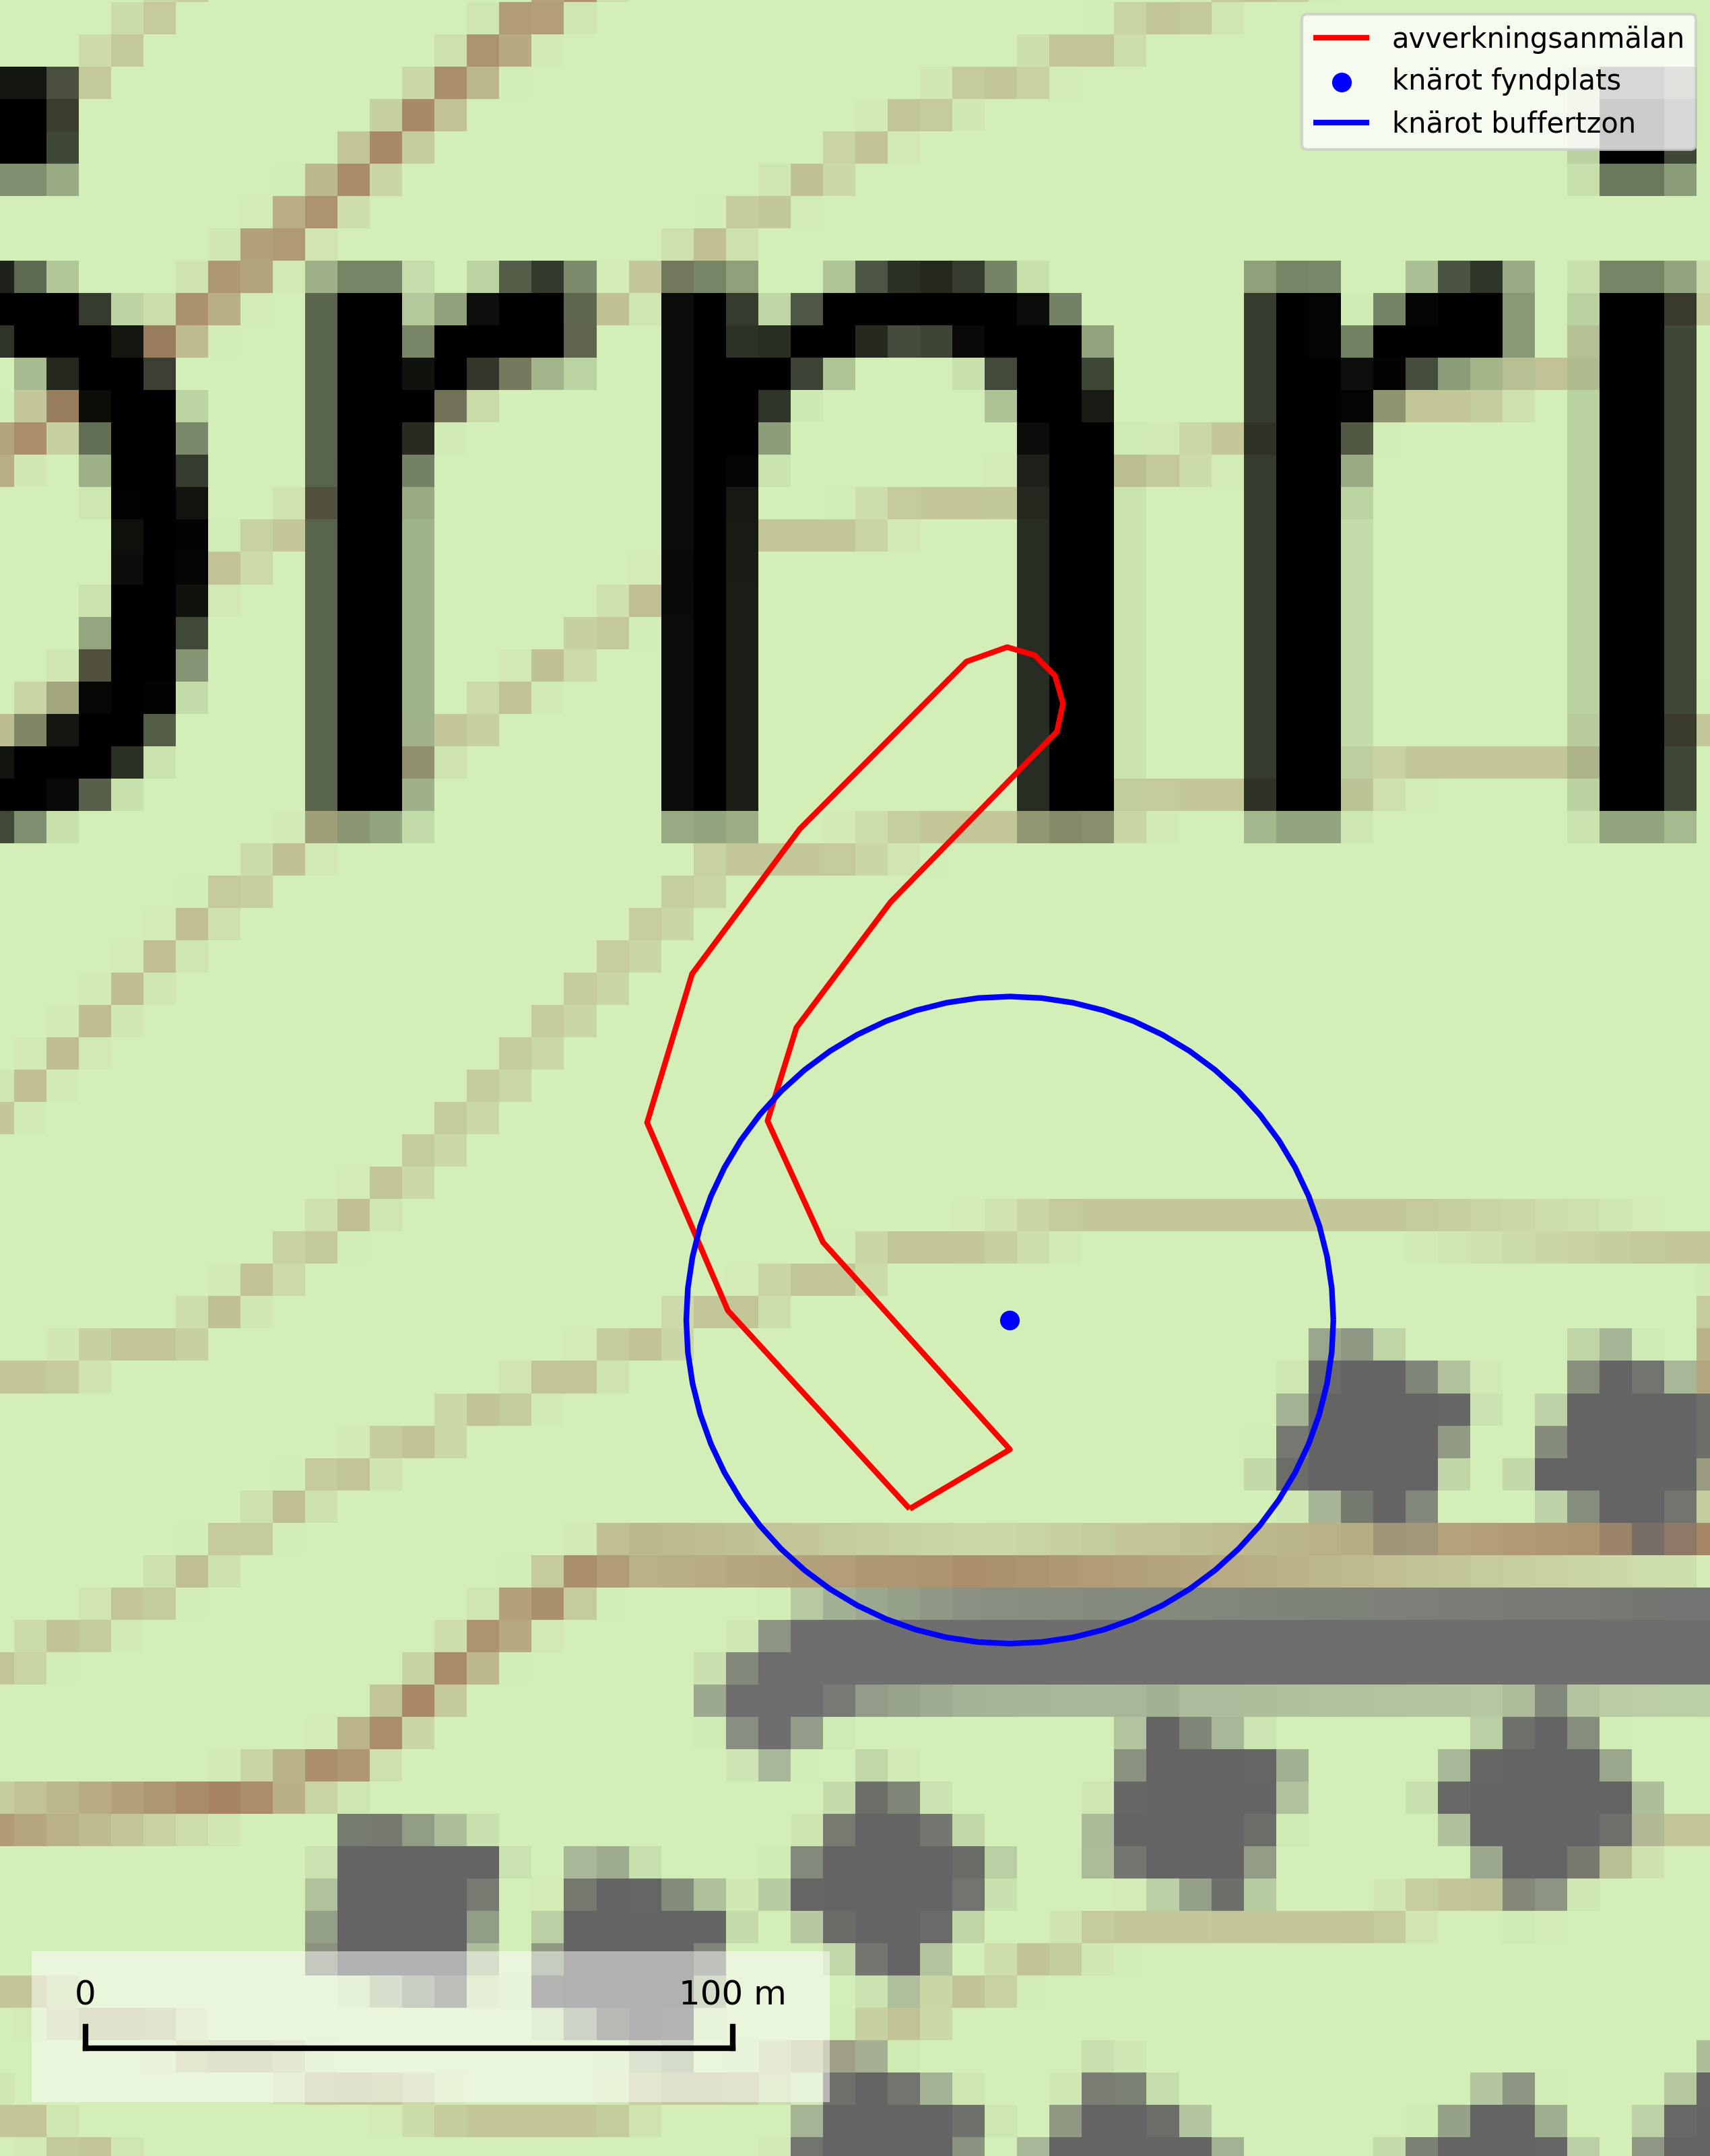 avverkningsanmälan
knärot fyndplats
knärot buffertzon
0 100 m